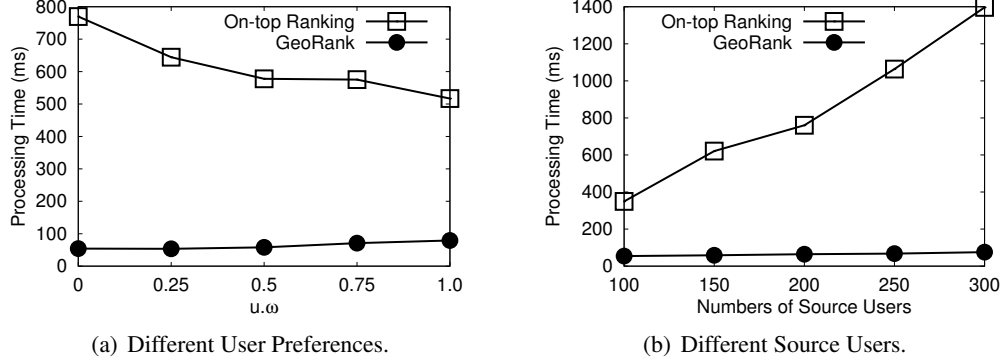 800
700
600
500
400
300
200
100
0
Processing Time (ms)
On-top Ranking
GeoRank
0 0.25 0.5 0.75 1.0
u.ω
(a) Different User Preferences.
1400
1200
1000
800
600
400
200
0
Processing Time (ms)
On-top Ranking
GeoRank
100 150 200 250 300
Numbers of Source Users
(b) Different Source Users.